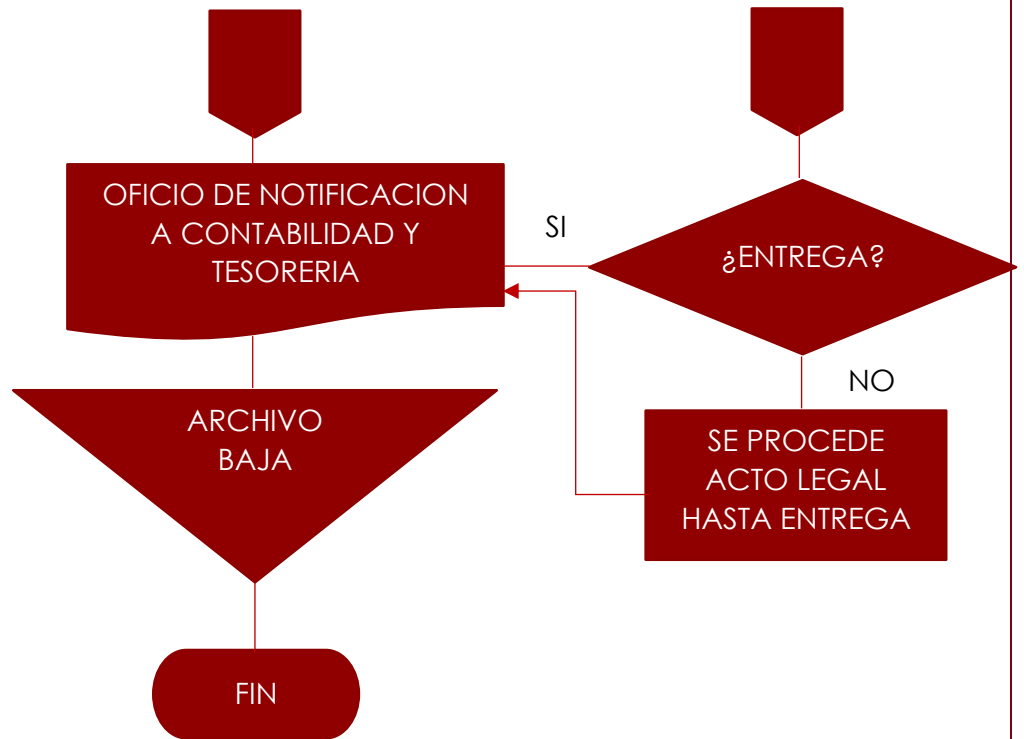 OFICIO DE NOTIFICACION
A CONTABILIDAD Y
TESORERIA
SI
¿ENTREGA?
NO
ARCHIVO
BAJA
SE PROCEDE
ACTO LEGAL
HASTA ENTREGA
FIN